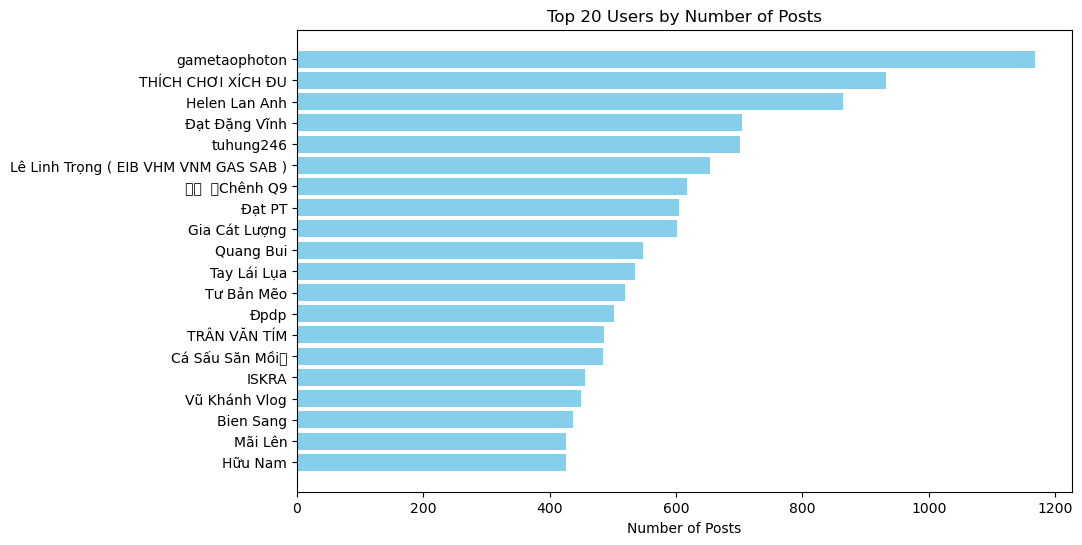 Top 20 Users by Number of Posts
gametaophoton
THÍCH CHƠI XÍCH ĐU
Helen Lan Anh
Đạt Đặng Vĩnh
tuhung246
Lê Linh Trọng ( EIB VHM VNM GAS SAB )
Chênh Q9
Đạt PT
Gia Cát Lượng
Quang Bui
Tay Lái Lụa
Tư Bản Mẽo
Đpdp
TRẦN VĂN TÍM
Cá Sấu Săn Mồi
ISKRA
Vũ Khánh Vlog
Bien Sang
Mãi Lên
Hữu Nam
0 200 400 600 800 1000 1200
Number of Posts